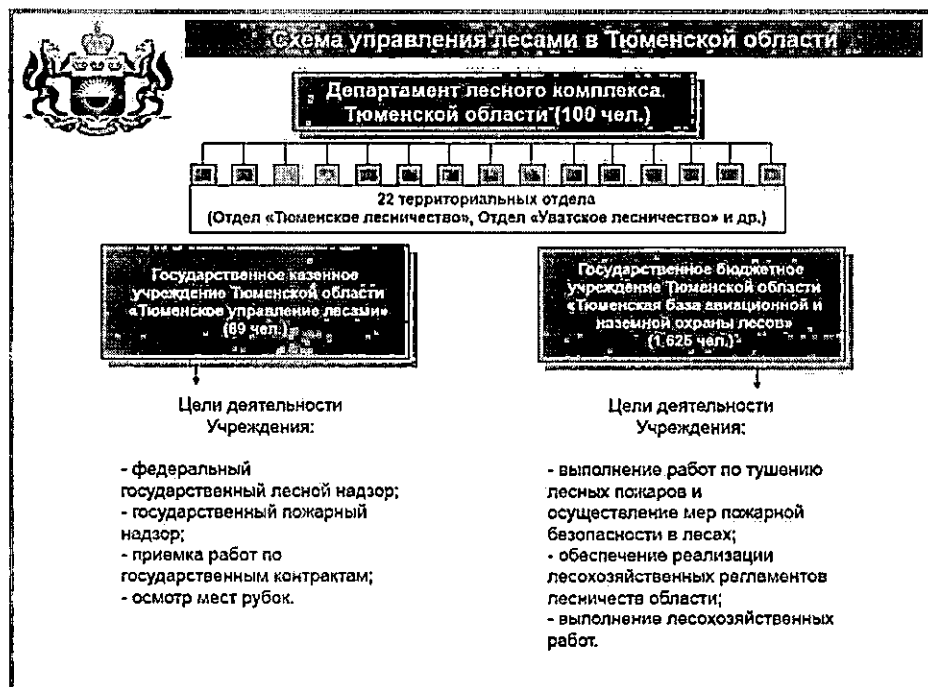 Схема управления лесами в Тюменской области
Департамент лесного комплекса
Тюменской области (100 чел.)
22 территориальных отдела
(Отдел «Тюменское лесничество», Отдел «Уватское лесничество» и др.)
Государственное казенное
учреждение Тюменской области
«Тюменское управление лесами»
(89 чел.)
Цели деятельности
Учреждения:
- федеральный
государственный лесной надзор;
- государственный пожарный
надзор;
- приемка работ по
государственным контрактам;
- осмотр мест рубок.
Государственное бюджетное
учреждение Тюменской области
«Тюменская база авиационной и
наземной охраны лесов»
(1 625 чел.)
Цели деятельности
Учреждения:
- выполнение работ по тушению
лесных пожаров и
осуществление мер пожарной
безопасности в лесах;
- обеспечение реализации
лесохозяйственных регламентов
лесничеств области;
- выполнение лесохозяйственных
работ.